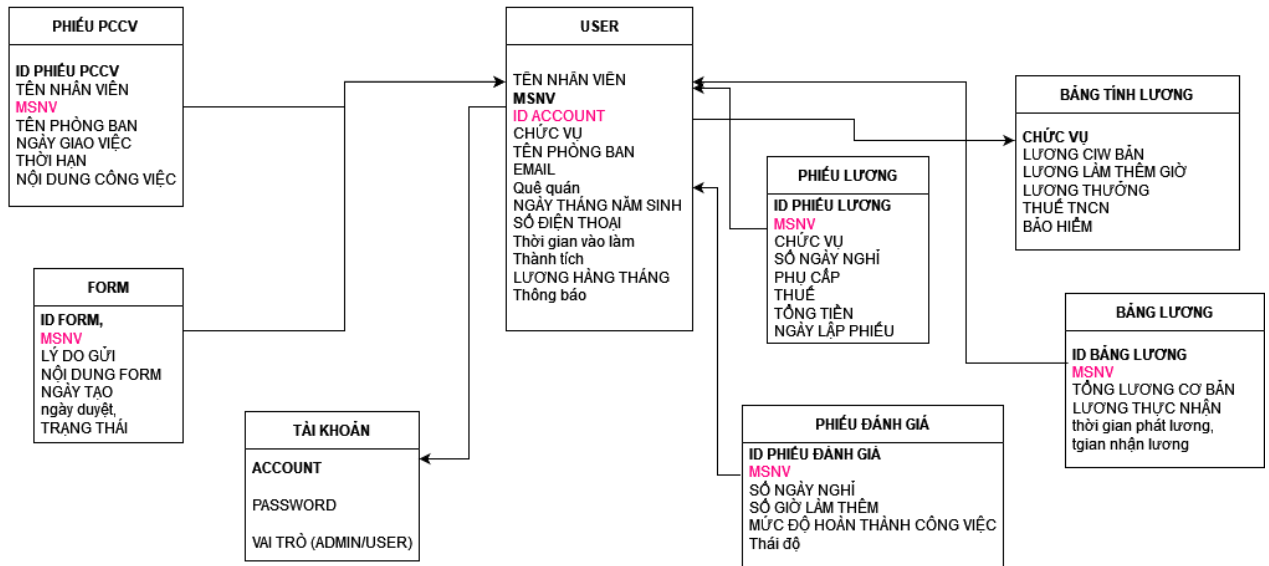 PHIẾU PCCV
ID PHIẾU PCCV
TÊN NHÂN VIÊN
MSNV
TÊN PHÒNG BAN
NGÀY GIAO VIỆC
THỜI HẠN
NỘI DUNG CÔNG VIỆC
USER
TÊN NHÂN VIÊN
MSNV
ID ACCOUNT
CHỨC VỤ
TÊN PHÒNG BAN
EMAIL
Quê quán
NGÀY THÁNG NĂM SINH
SỐ ĐIỆN THOẠI
Thời gian vào làm
Thành tích
LƯƠNG HÀNG THÁNG
Thông báo
BẢNG TÍNH LƯƠNG
CHỨC VỤ
LƯƠNG CIW BẢN
LƯƠNG LÀM THÊM GIỜ
LƯƠNG THƯỞNG
THUẾ TNCN
BẢO HIỂM
PHIẾU LƯƠNG
ID PHIẾU LƯƠNG
MSNV
CHỨC VỤ
SỐ NGÀY NGHỈ
PHỤ CẤP
THUẾ
TỔNG TIỀN
NGÀY LẬP PHIẾU
FORM
ID FORM,
MSNV
LÝ DO GỬI
NỘI DUNG FORM
NGÀY TẠO
ngày duyệt,
TRẠNG THÁI
BẢNG LƯƠNG
ID BẢNG LƯƠNG
MSNV
TỔNG LƯƠNG CƠ BẢN
LƯƠNG THỰC NHẬN
thời gian phát lương,
tgian nhận lương
TÀI KHOẢN
ACCOUNT
PASSWORD
VAI TRÒ (ADMIN/USER)
PHIẾU ĐÁNH GIÁ
ID PHIẾU ĐÁNH GIÁ
MSNV
SỐ NGÀY NGHỈ
SỐ GIỜ LÀM THÊM
MỨC ĐỘ HOÀN THÀNH CÔNG VIỆC
Thái độ